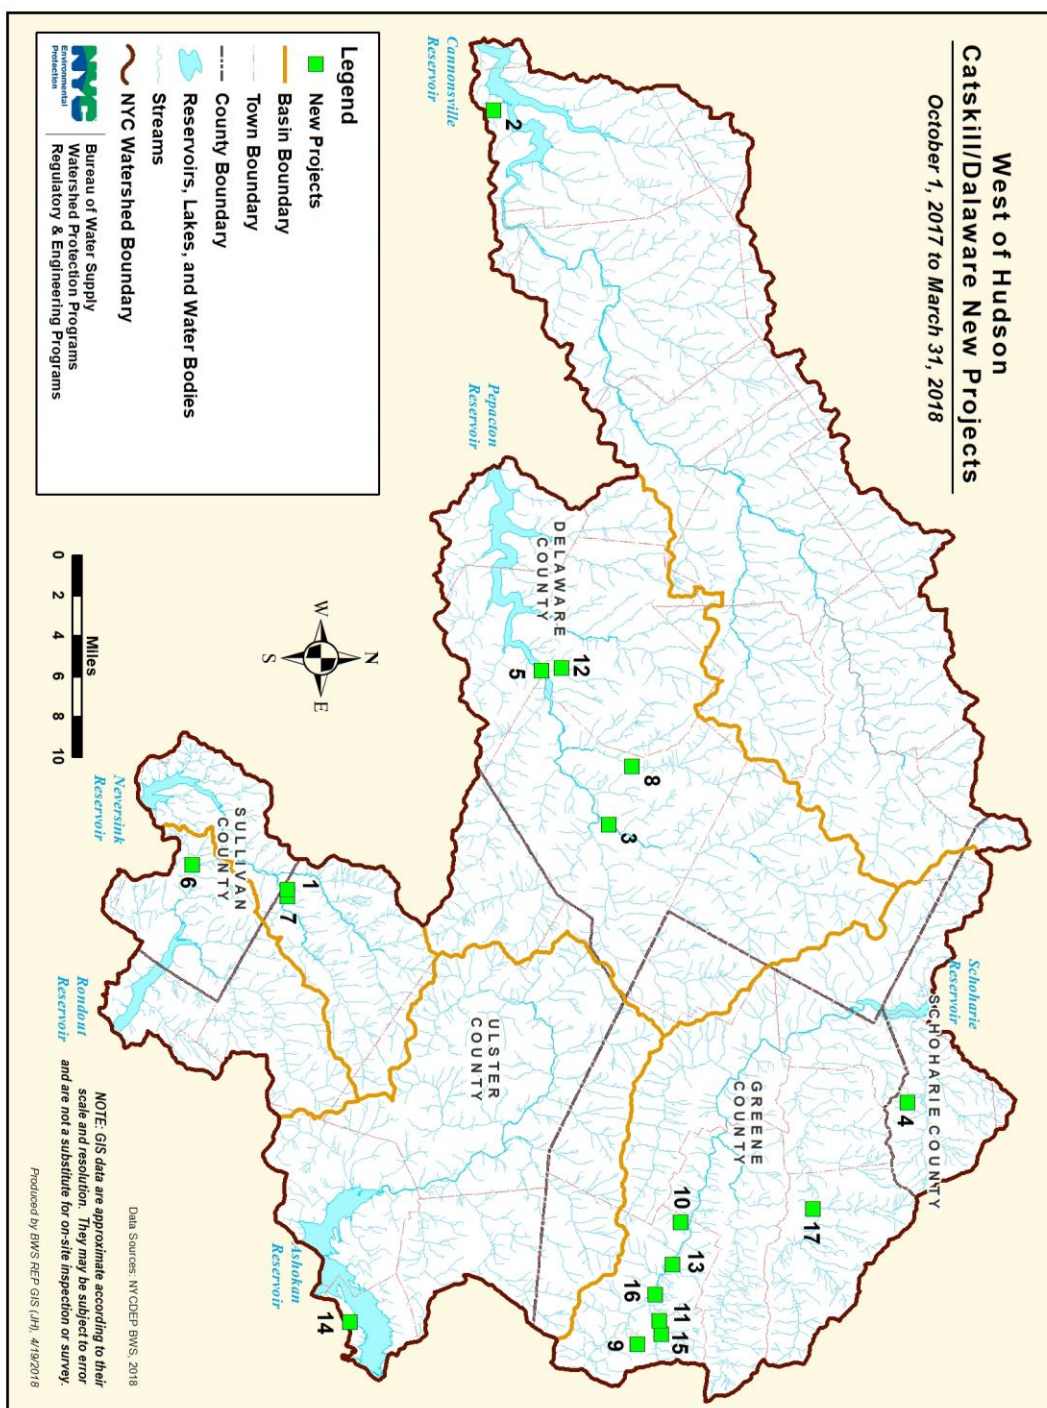 West of Hudson
Catskill/Dalaware New Projects
October 1, 2017 to March 31, 2018
Cannonsville
Reservoir
2
Pepacton
Reservoir
DELAWARE
COUNTY
12
5
8
3
Schoharie
Reservoir
SCHOHARIE COUNTY
4
17
GREENE
COUNTY
10
13
16
11
15
9
ULSTER
COUNTY
Ashokan
Reservoir
14
SULLIVAN
COUNTY
1
7
6
Neversink
Reservoir
Rondout
Reservoir
N
W
E
S
0 2 4 6 8 10
Miles
Legend
New Projects
Basin Boundary
Town Boundary
County Boundary
Reservoirs, Lakes, and Water Bodies
Streams
NYC Watershed Boundary
NYC
Environmental
Protection
Bureau of Water Supply
Watershed Protection Programs
Regulatory & Engineering Programs
Data Sources: NYCDEP BWS, 2018
NOTE: GIS data are approximate according to their
scale and resolution. They may be subject to error
and are not a substitute for on-site inspection or survey.
Produced by BWS REP GIS (JH), 4/19/2018